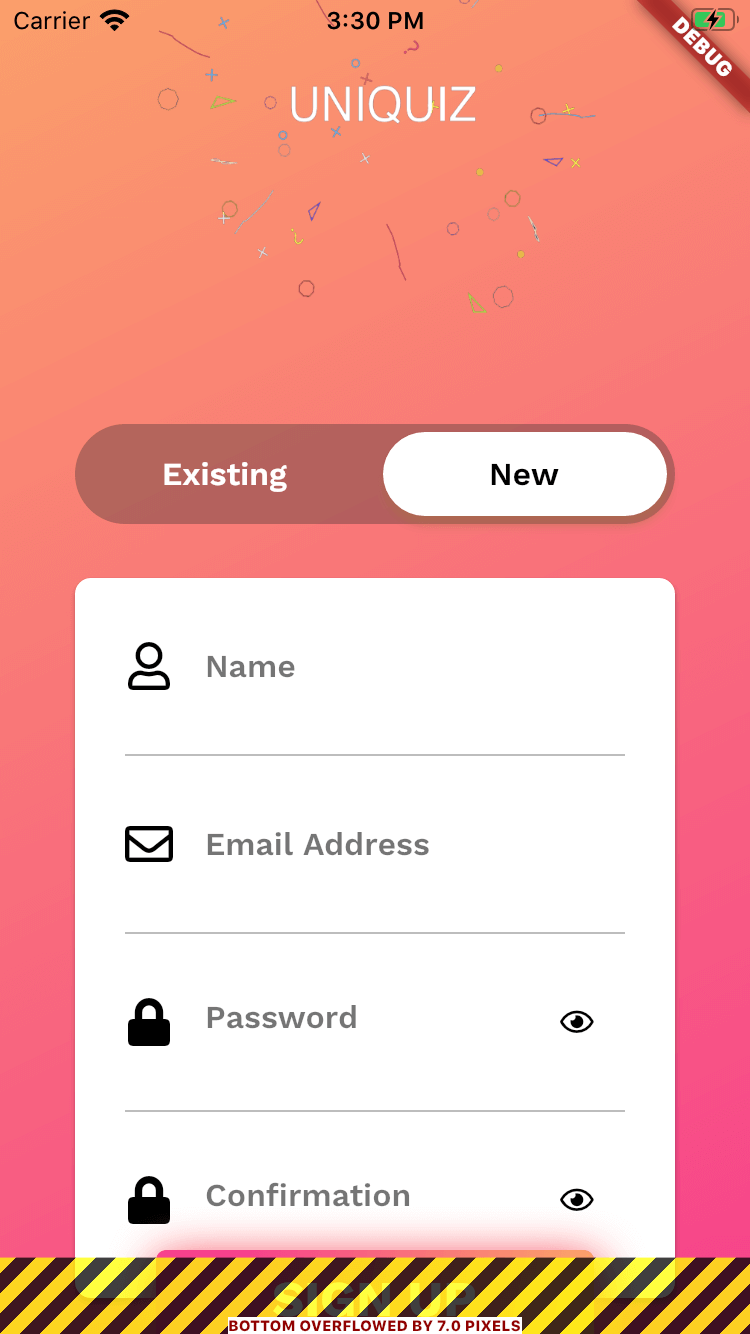 Carrier 3:30 PM
DEBUG
UNIQUIZ
Existing New
Name
Email Address
Password
Confirmation
SIGN UP
BOTTOM OVERFLOWED BY 7.0 PIXELS